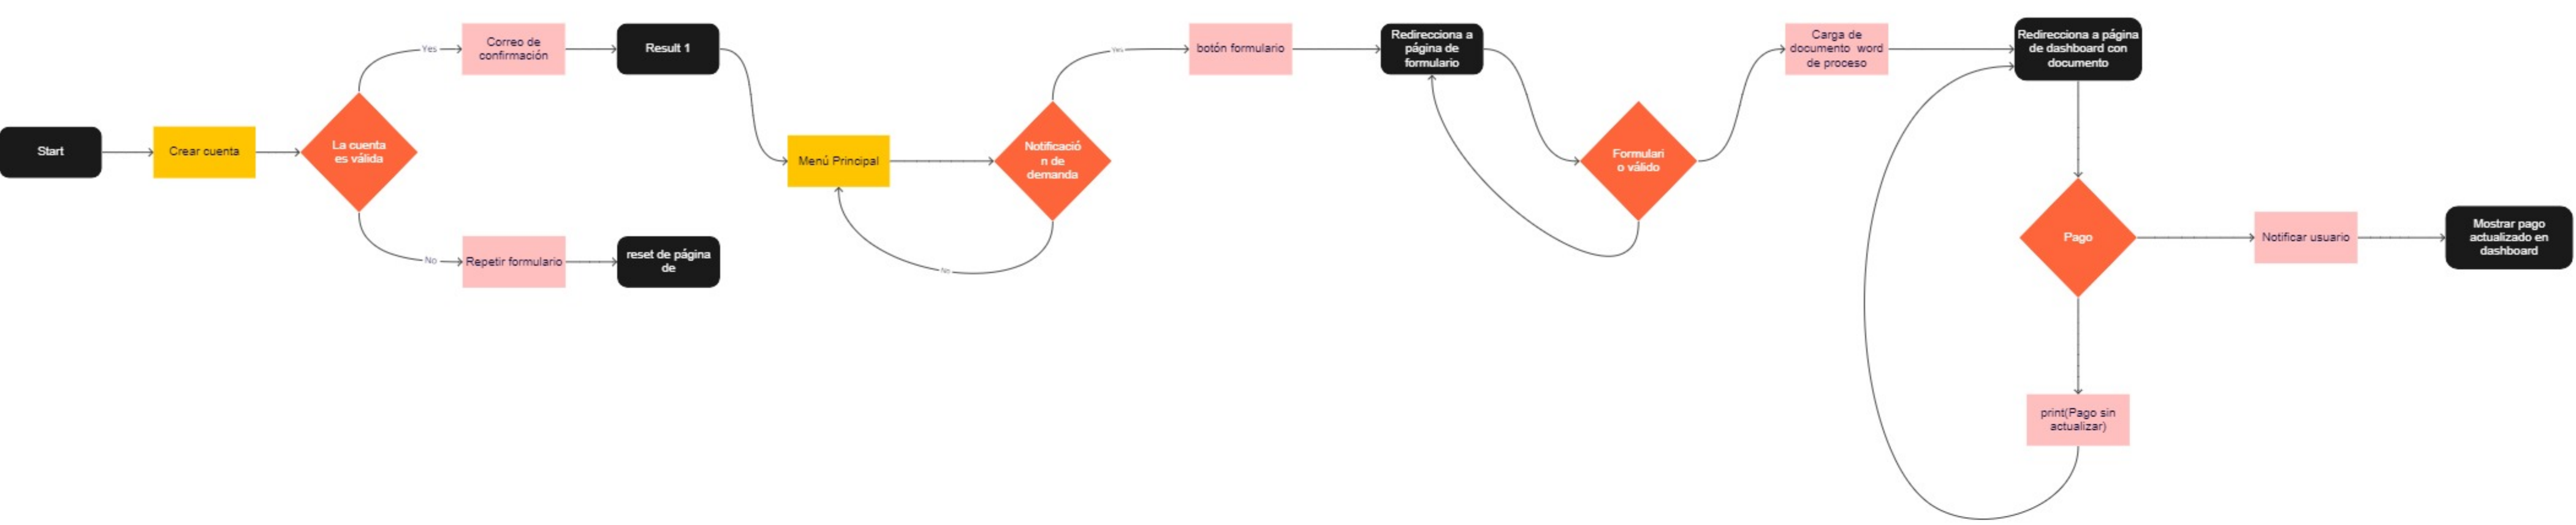 Start
Crear cuenta
La cuenta
es válida
Yes
Correo de
confirmación
Result 1
No
Repetir formulario
reset de página
de
Menú Principal
Notificació
n de
demanda
Yes
No
botón formulario
Redirecciona a
página de
formulario
Formulari
o válido
Carga de
documento word
de proceso
Redirecciona a página
de dashboard con
documento
Pago
Notificar usuario
Mostrar pago
actualizado en
dashboard
print(Pago sin
actualizar)